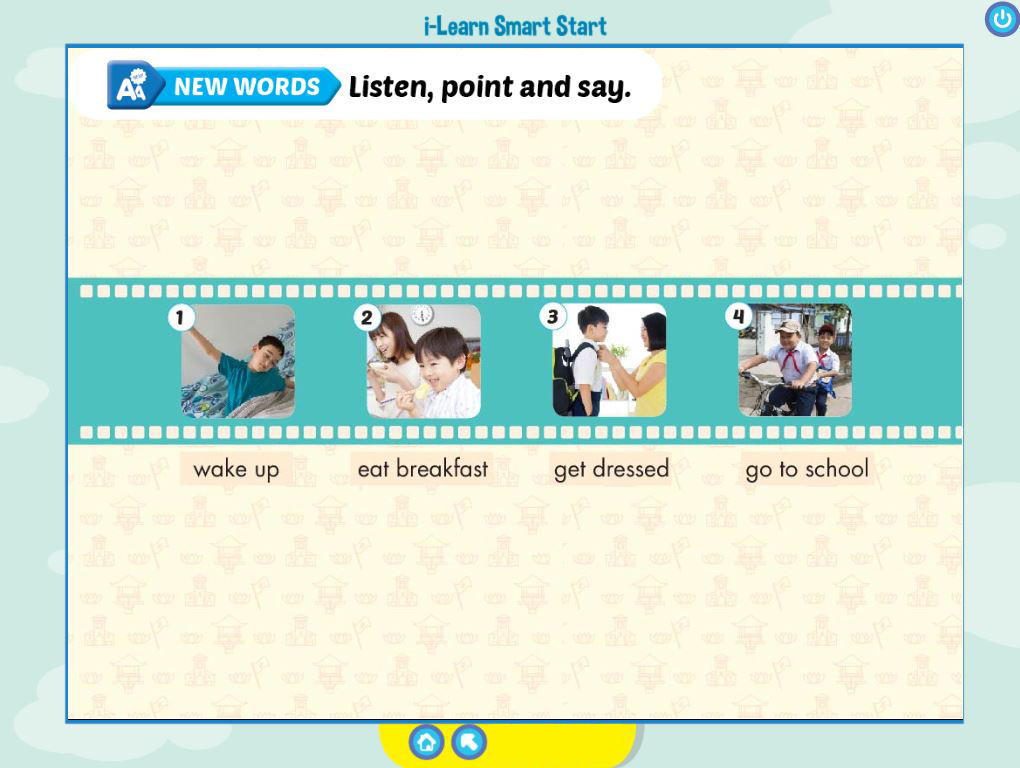 i-Learn Smart Start
NEW WORDS Listen, point and say.
1
2
3
4
wake up
eat breakfast
get dressed
go to school